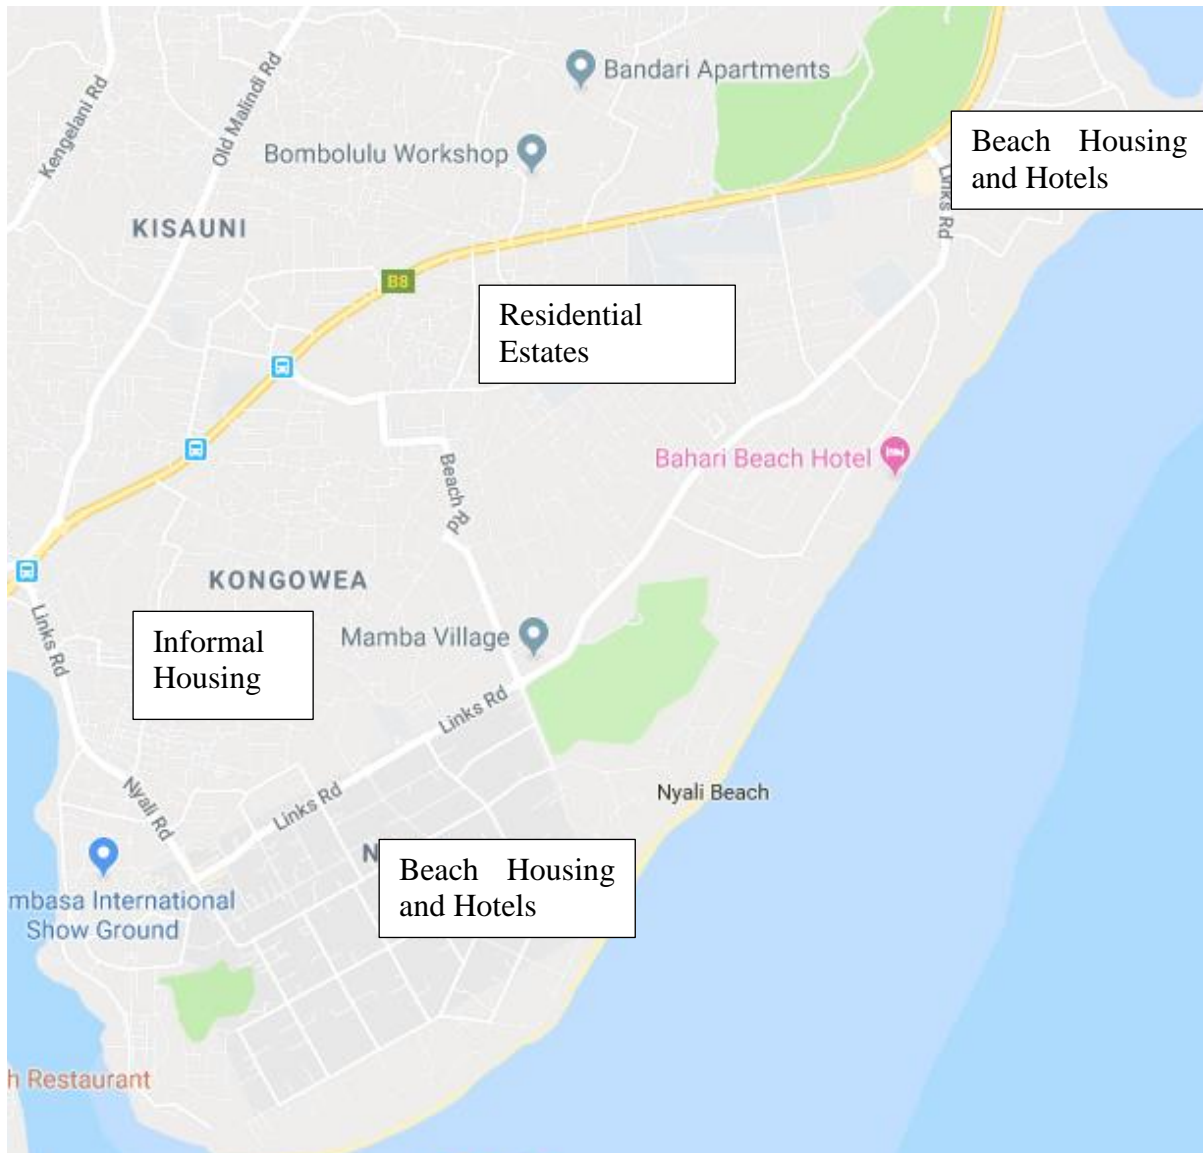 Bandari Apartments
Kengelani Rd
Old Malindi Rd
Beach Housing
and Hotels
Bombolulu Workshop
Links Rd
KISAUNI
B8
Residential
Estates
Bahari Beach Hotel
Beach Rd
KONGOWEA
Links Rd
Informal
Housing
Mamba Village
Links Rd
Nyali Beach
Nyali Rd
Links Rd
N
Beach Housing
and Hotels
mbasa International
Show Ground
h Restaurant